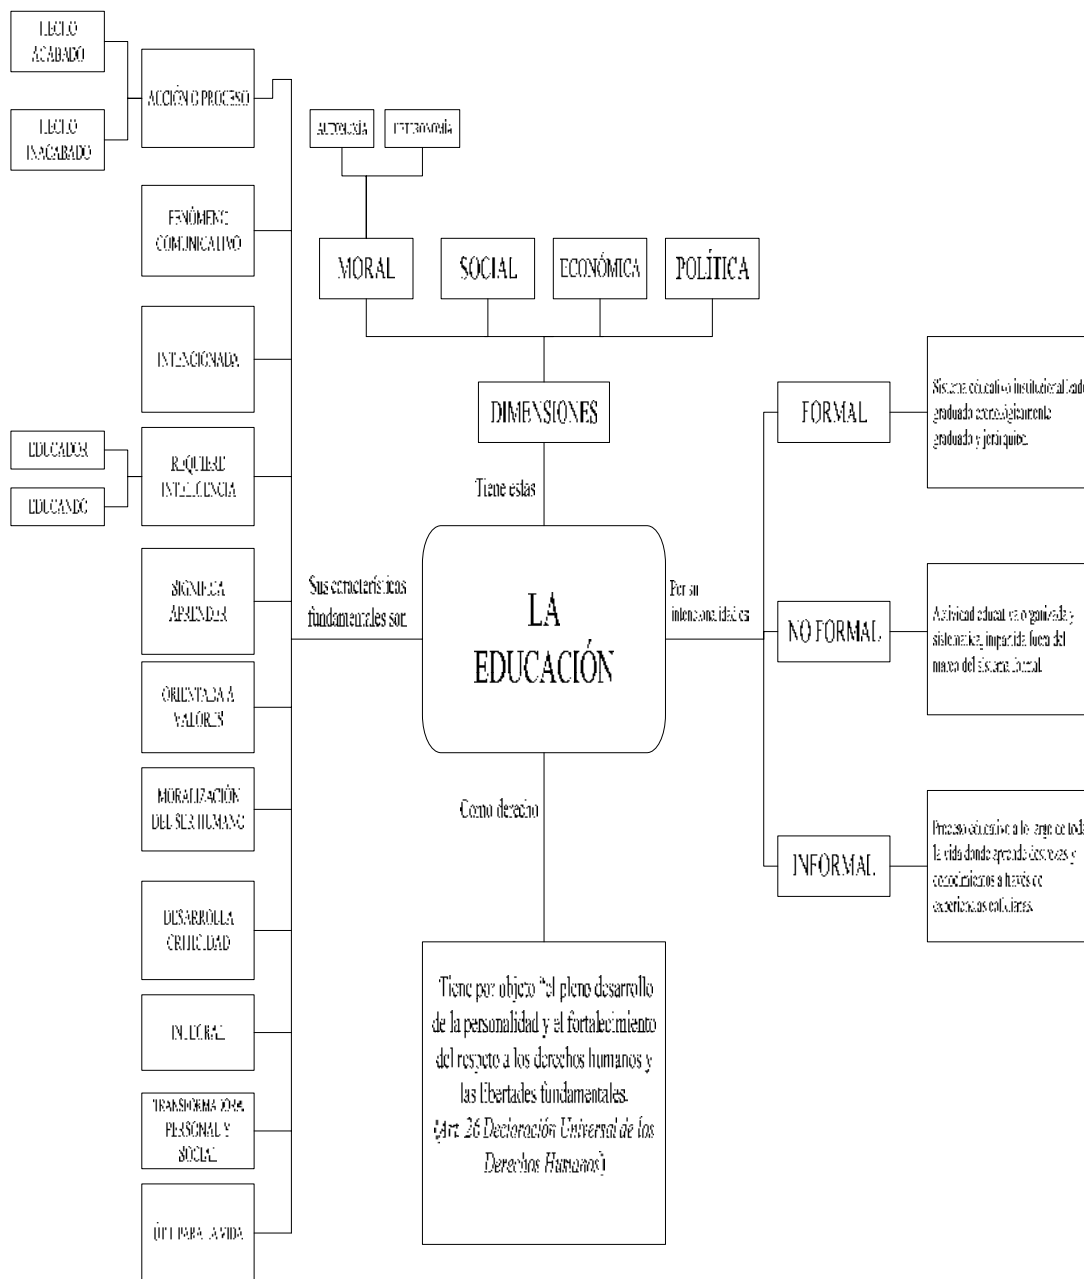 HECHO
ACABADO
ACCIÓN O PROCESO
HECHO
INACABADO
AUTONOMÍA
HETERONOMÍA
FENÓMENO
COMUNICATIVO
MORAL
SOCIAL
ECONÓMICA
POLÍTICA
INTENCIONADA
DIMENSIONES
FORMAL
Sistema educativo institucionalizado
graduado cronológicamente
graduado y jerárquico.
EDUCADOR
EDUCANDO
REQUIERE
Tiene estas
SIGNIFICA
APRENDER
Sus características
fundamentales son
LA
EDUCACIÓN
Por su
intencionalidad es
NO FORMAL
Actividad educativa organizada y
sistemática, impartida fuera del
marco del sistema formal.
ORIENTADA A
VALORES
MORALIZACIÓN
DEL SER HUMANO
Como derecho
INFORMAL
Proceso educativo a lo largo de toda
la vida donde aprende destrezas y
conocimientos a través de
experiencias cotidianas.
DESARROLLA
CRITICIDAD
INTEGRAL
TRANSFORMADORA
PERSONAL Y
SOCIAL
ÚTIL PARA LA VIDA
Tiene por objeto "el pleno desarrollo
de la personalidad y el fortalecimiento
del respeto a los derechos humanos y
las libertades fundamentales.
(Art. 26 Declaración Universal de los
Derechos Humanos)